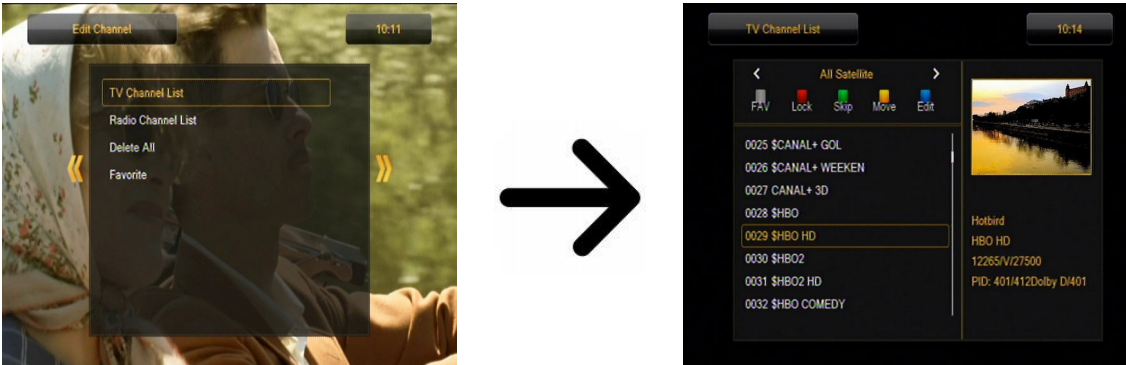 Edit Channel
10:11
TV Channel List
Radio Channel List
Delete All
Favorite
TV Channel List
10:14
All Satellite
FAV Lock Skip Move Edit
0025 $CANAL+ GOL
0026 $CANAL+ WEEKEN
0027 CANAL+ 3D
0028 $HBO
0029 $HBO HD
0030 $HBO2
0031 $HBO2 HD
0032 $HBO COMEDY
Hotbird
HBO HD
12265/V/27500
PID: 401/412Dolby D/401